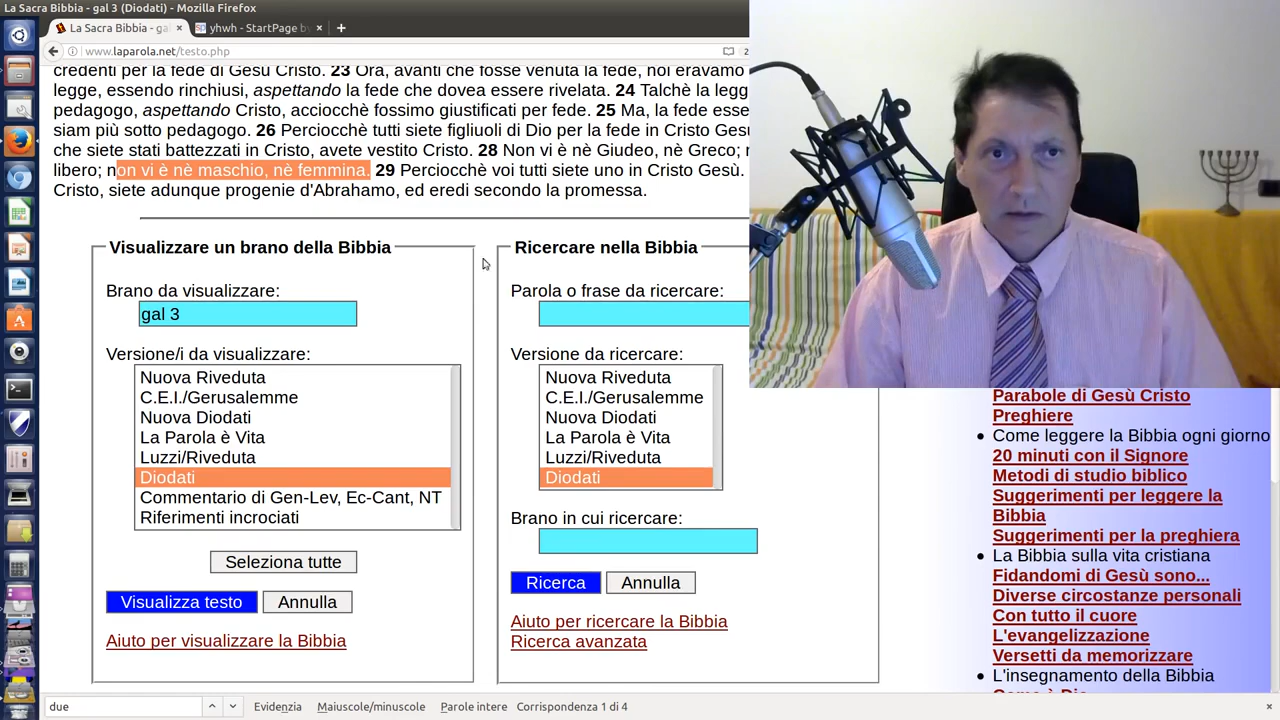 La Sacra Bibbia - gal 3 (Diodati) - Mozilla Firefox
La Sacra Bibbia - ga × yhwh - StartPage by × +
www.laparola.net/testo.php
credenti per la fede di Gesù Cristo. 23 Ora, avanti che fosse venuta la fede, noi eravamo
legge, essendo rinchiusi, aspettando la fede che dovea essere rivelata. 24 Talchè la legg
pedagogo, aspettando Cristo, acciocchè fossimo giustificati per fede. 25 Ma, la fede esse
siam più sotto pedagogo. 26 Perciocchè tutti siete figliuoli di Dio per la fede in Cristo Gesù
che siete stati battezzati in Cristo, avete vestito Cristo. 28 Non vi è nè Giudeo, nè Greco; n
libero; non vi è nè maschio, nè femmina. 29 Perciocchè voi tutti siete uno in Cristo Gesù.
Cristo, siete adunque progenie d'Abrahamo, ed eredi secondo la promessa.
Visualizzare un brano della Bibbia
Brano da visualizzare:
gal 3
Versione/i da visualizzare:
Nuova Riveduta
C.E.I./Gerusalemme
Nuova Diodati
La Parola è Vita
Luzzi/Riveduta
Diodati
Commentario di Gen-Lev, Ec-Cant, NT
Riferimenti incrociati
Seleziona tutte
Visualizza testo Annulla
Aiuto per visualizzare la Bibbia
Ricercare nella Bibbia
Parola o frase da ricercare:
Versione da ricercare:
Nuova Riveduta
C.E.I./Gerusalemme
Nuova Diodati
La Parola è Vita
Luzzi/Riveduta
Diodati
Brano in cui ricercare:
Ricerca Annulla
Aiuto per ricercare la Bibbia
Ricerca avanzata
Parabole di Gesù Cristo
Preghiere
Come leggere la Bibbia ogni giorno
20 minuti con il Signore
Metodi di studio biblico
Suggerimenti per leggere la
Bibbia
Suggerimenti per la preghiera
La Bibbia sulla vita cristiana
Fidandomi di Gesù sono...
Diverse circostanze personali
Con tutto il cuore
L'evangelizzazione
Versetti da memorizzare
L'insegnamento della Bibbia
due Evidenzia Maiuscole/minuscole Parole intere Corrispondenza 1 di 4